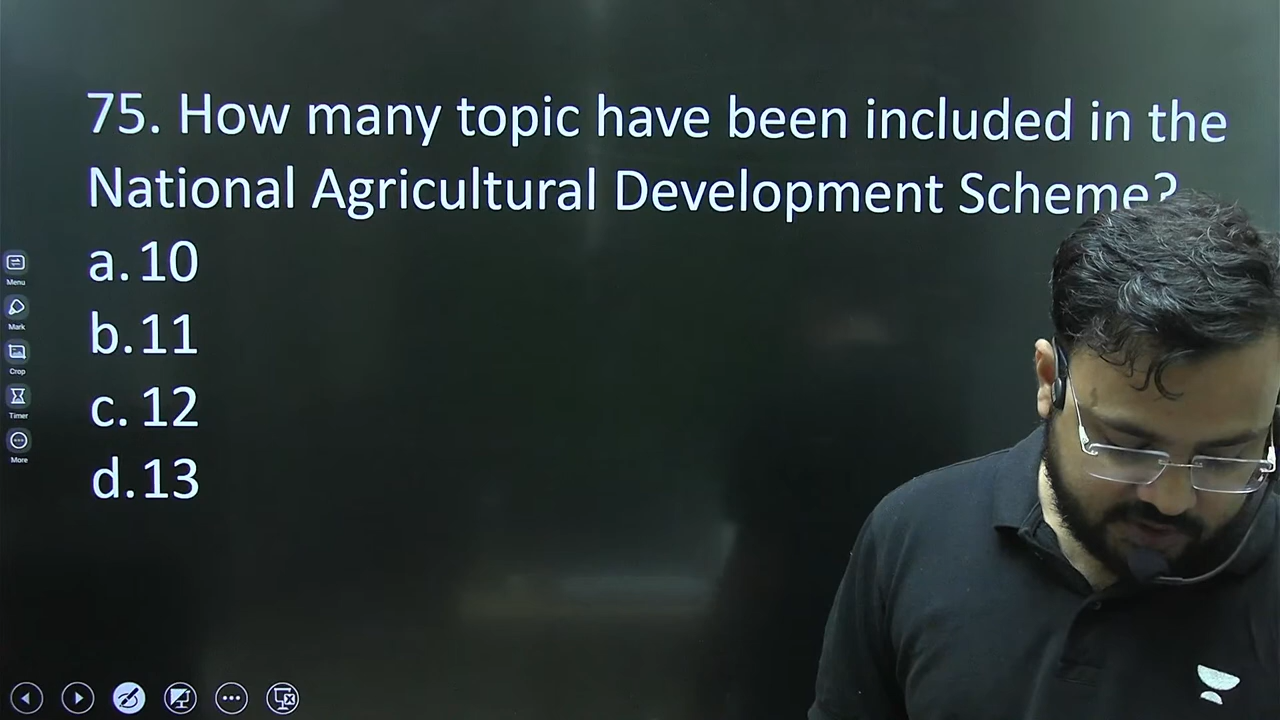 75. How many topic have been included in the
National Agricultural Development Scheme?
a. 10
b. 11
c. 12
d. 13
Menu
Mark
Crop
Timer
More